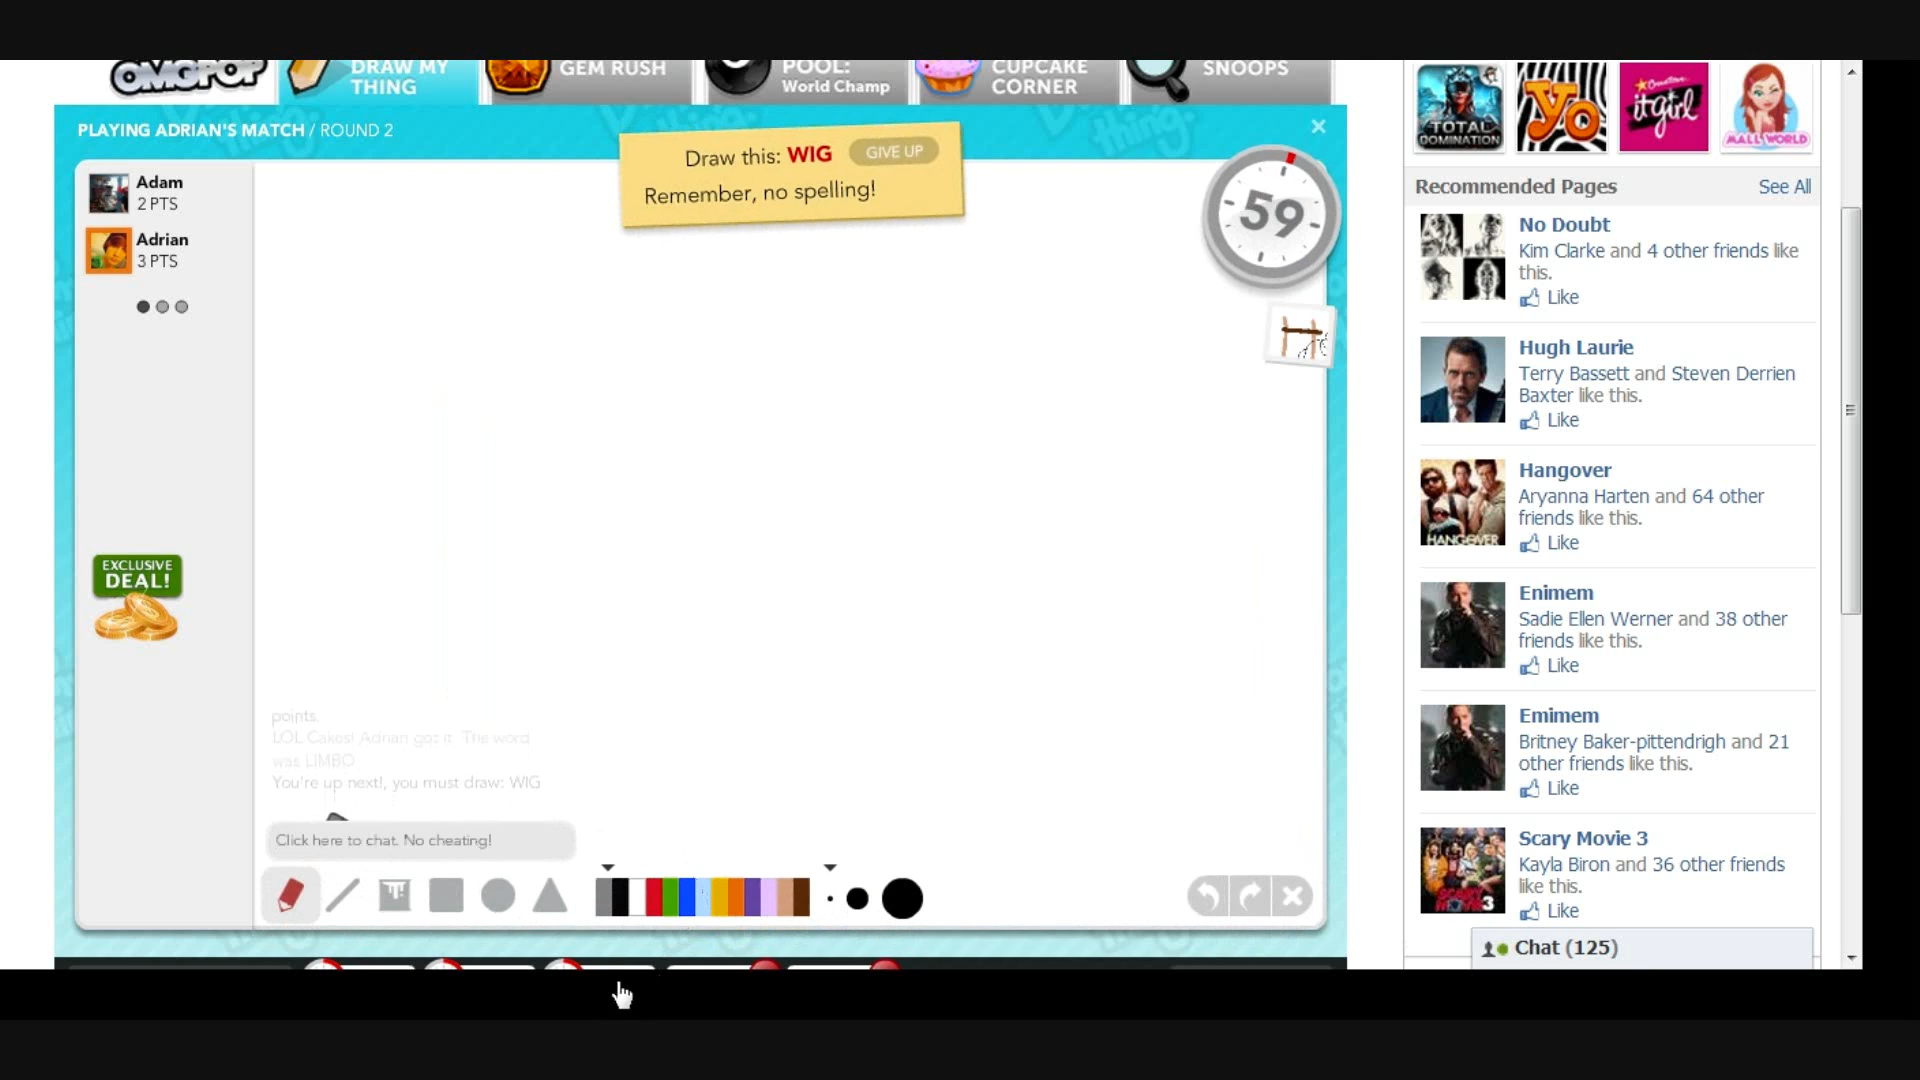 OMGPOP
DRAW MY
THING
GEM RUSH
POOL:
World Champ
CUPCAKE
CORNER
SNOOPS
PLAYING ADRIAN'S MATCH / ROUND 2
Draw this: WIG
GIVE UP
Remember, no spelling!
59
Adam
2 PTS
Adrian
3 PTS
EXCLUSIVE
DEAL!
points.
LOL Cakes! Adrian got it. The word
was LIMBO
You're up next!, you must draw: WIG
Click here to chat. No cheating!
TOTAL
DOMINATION
Yo
it girl
MALL WORLD
Recommended Pages
See All
No Doubt
Kim Clarke and 4 other friends like
this.
Like
Hugh Laurie
Terry Bassett and Steven Derrien
Baxter like this.
Like
Hangover
Aryanna Harten and 64 other
friends like this.
Like
HANGOVER
Enimem
Sadie Ellen Werner and 38 other
friends like this.
Like
Emimem
Britney Baker-pittendrigh and 21
other friends like this.
Like
Scary Movie 3
Kayla Biron and 36 other friends
like this.
Like
Chat (125)